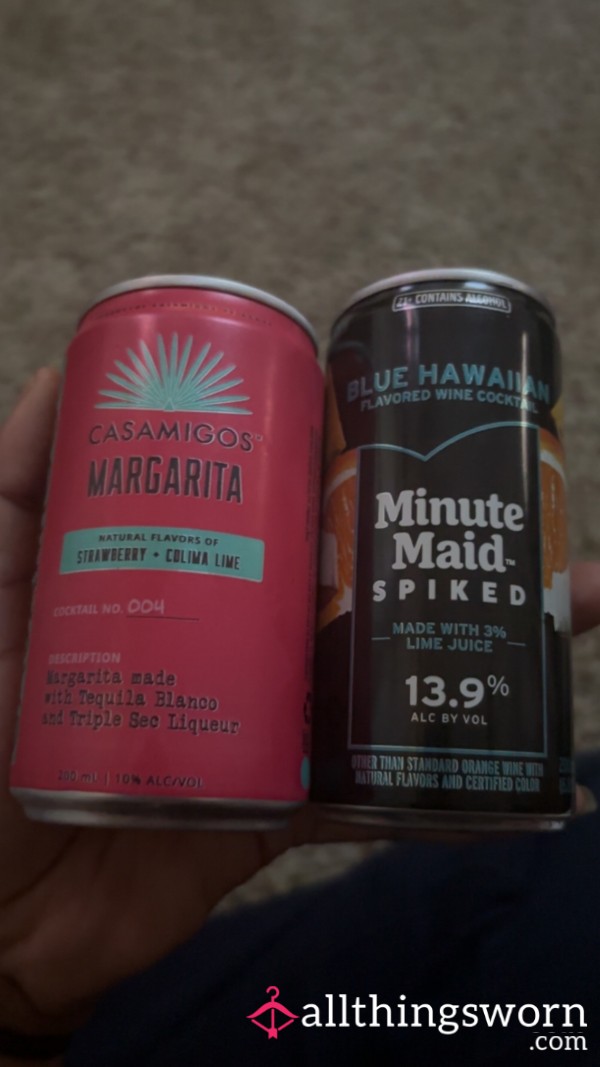 CASAMIGOS
MARGARITA
NATURAL FLAVORS OF
STRAWBERRY • COLIMA LIME
COCKTAIL NO. 004
DESCRIPTION
Margarita made
with Tequila Blanco
and Triple Sec Liqueur
200 mL | 10% ALC/VOL
CONTAINS ALCOHOL
BLUE HAWAIIAN
FLAVORED WINE COCKTAIL
Minute
Maid™
SPIKED
MADE WITH 3%
LIME JUICE
13.9%
ALC BY VOL
OTHER THAN STANDARD ORANGE WINE WITH
NATURAL FLAVORS AND CERTIFIED COLOR
allthingsworn
.com